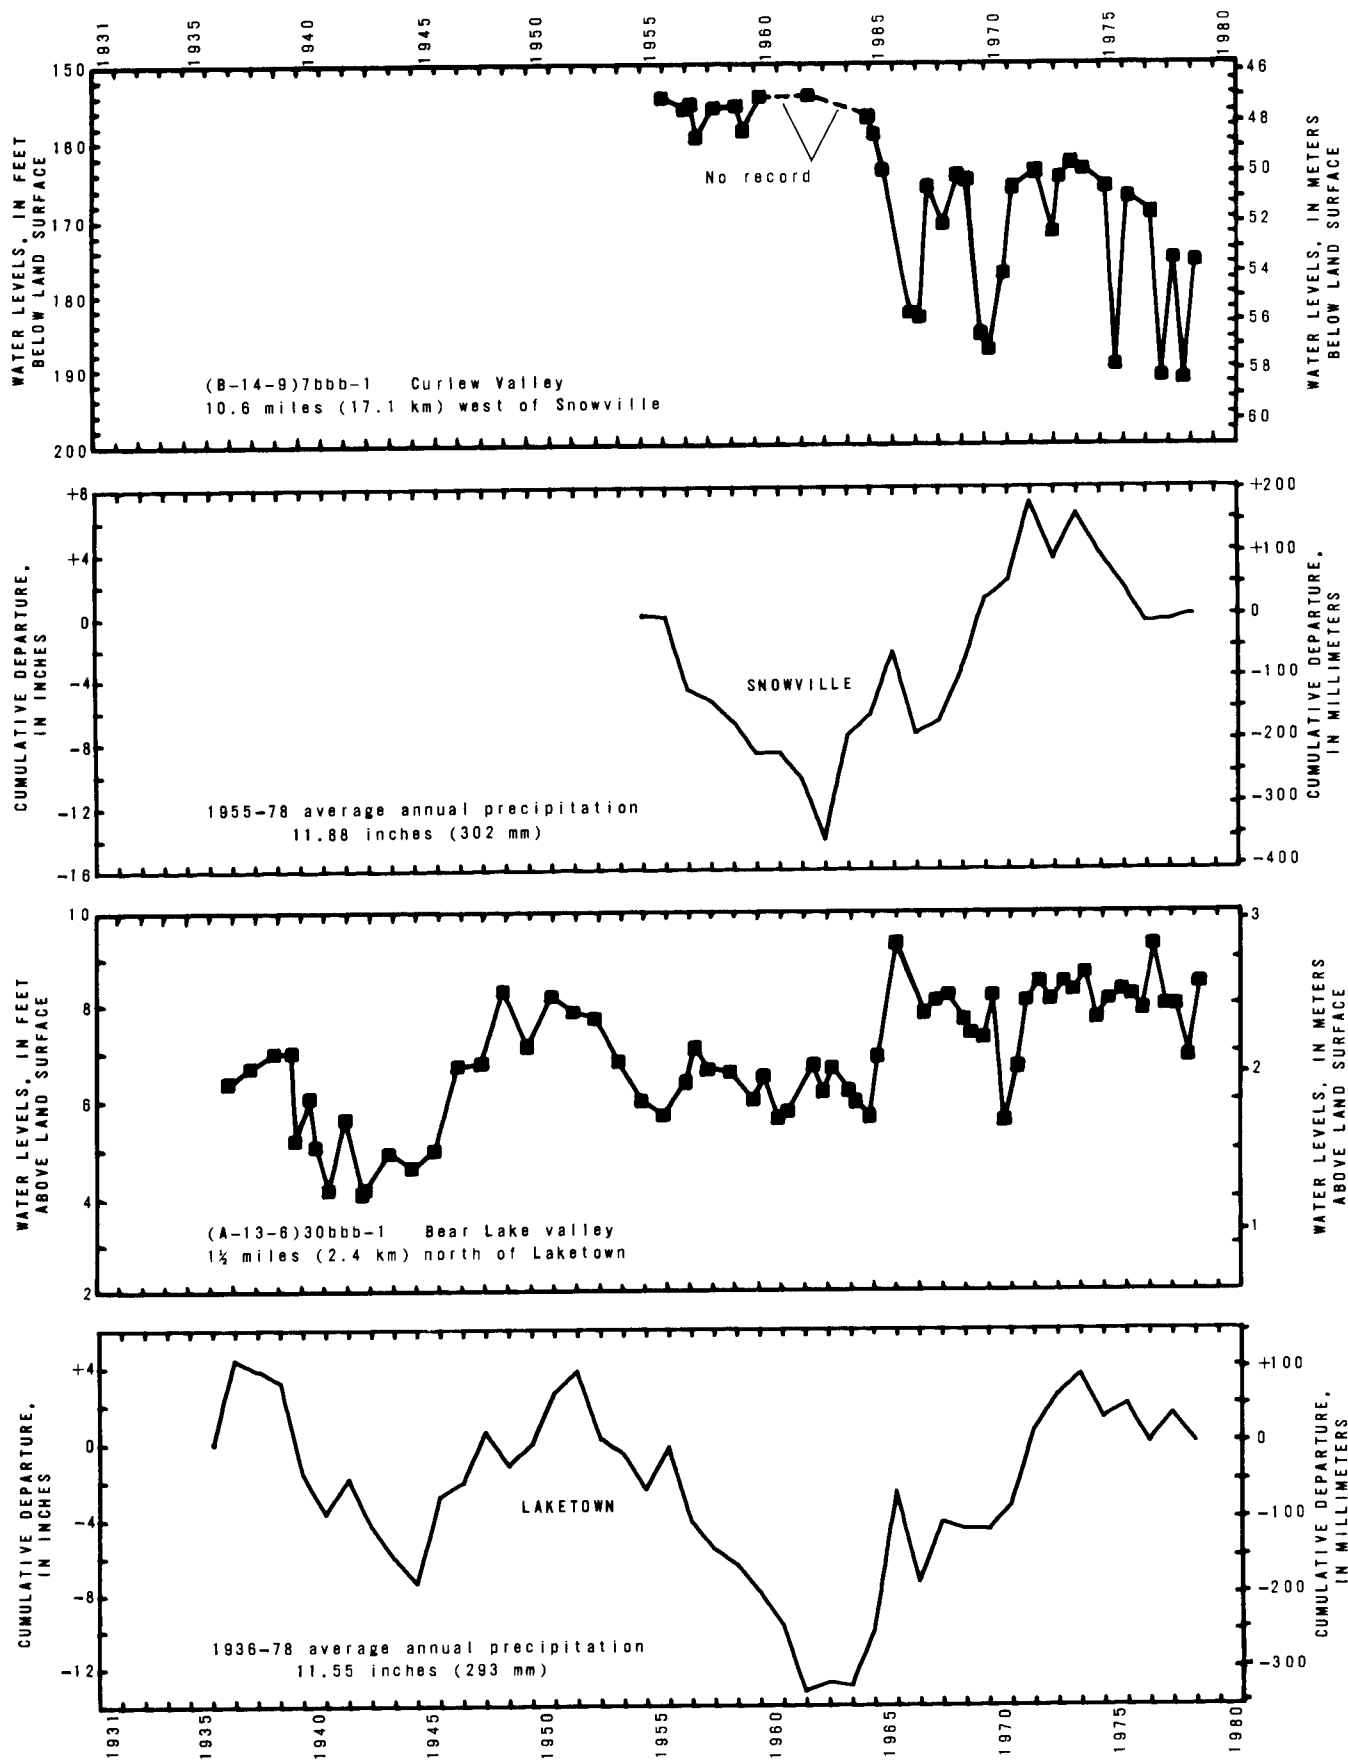 1931 1935 1940 1945 1950 1955 1960 1965 1970 1975 1980
WATER LEVELS, IN FEET
BELOW LAND SURFACE
150
160
170
180
190
200
No record
(B-14-9)7bbb-1 Curlew Valley
10.6 miles (17.1 km) west of Snowville
46
48
50
52
54
56
58
60
WATER LEVELS, IN METERS
BELOW LAND SURFACE
CUMULATIVE DEPARTURE,
IN INCHES
+8
+4
0
-4
-8
-12
-16
SNOWVILLE
1955-78 average annual precipitation
11.88 inches (302 mm)
+200
+100
0
-100
-200
-300
-400
CUMULATIVE DEPARTURE,
IN MILLIMETERS
WATER LEVELS, IN FEET
ABOVE LAND SURFACE
10
8
6
4
2
(A-13-6)30bbb-1 Bear Lake valley
1½ miles (2.4 km) north of Laketown
3
2
1
WATER LEVELS, IN METERS
ABOVE LAND SURFACE
CUMULATIVE DEPARTURE,
IN INCHES
+4
0
-4
-8
-12
LAKETOWN
1936-78 average annual precipitation
11.55 inches (293 mm)
+100
0
-100
-200
-300
CUMULATIVE DEPARTURE,
IN MILLIMETERS
1931 1935 1940 1945 1950 1955 1960 1965 1970 1975 1980